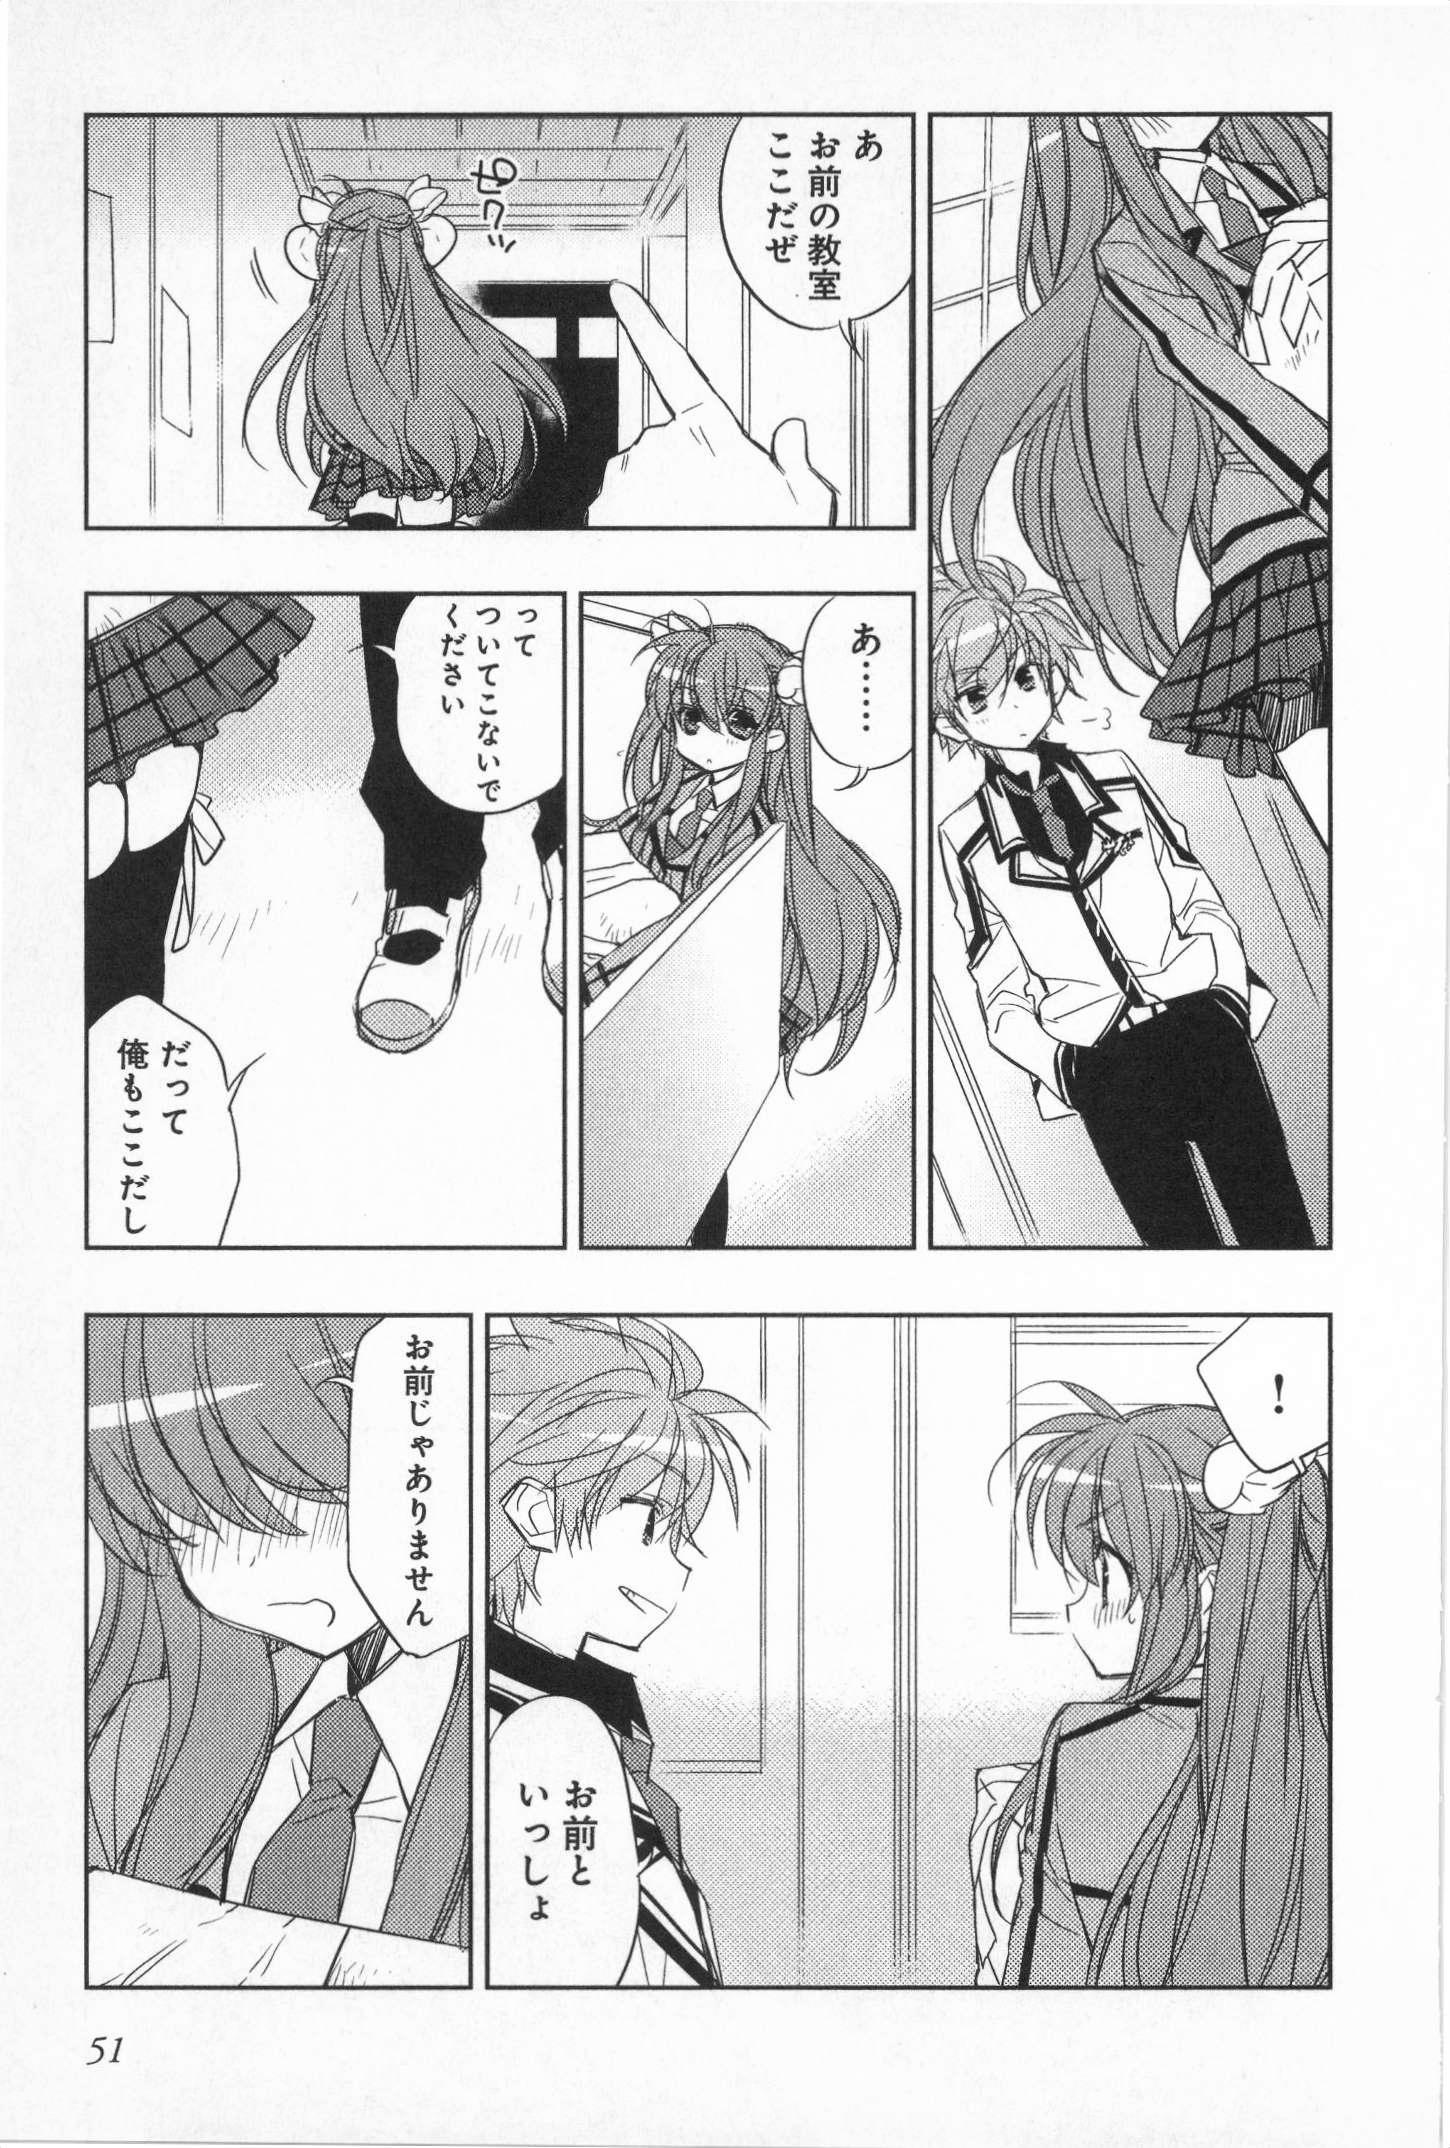 あ
お前の教室
ここだぜ
ピクッ
あ……
って
ついてこないで
ください
だって
俺もここだし
！
お前と
いっしょ
お前じゃありません
51